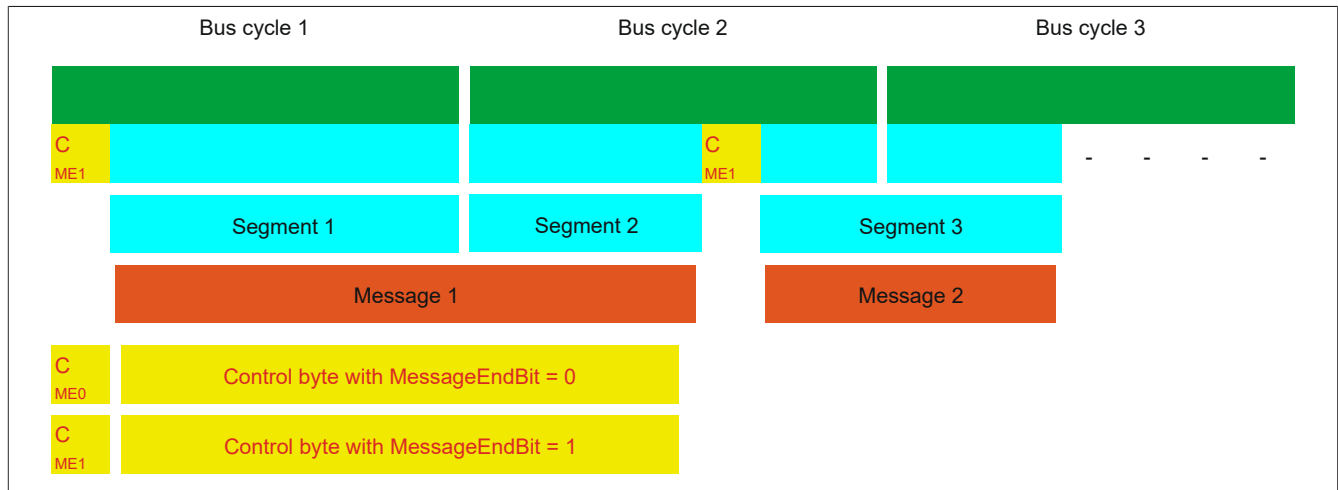 Bus cycle 1 Bus cycle 2 Bus cycle 3
C C
ME1 ME1 - - - -
Segment 1 Segment 2 Segment 3
Message 1 Message 2
C
ME0
Control byte with MessageEndBit = 0
C
ME1
Control byte with MessageEndBit = 1